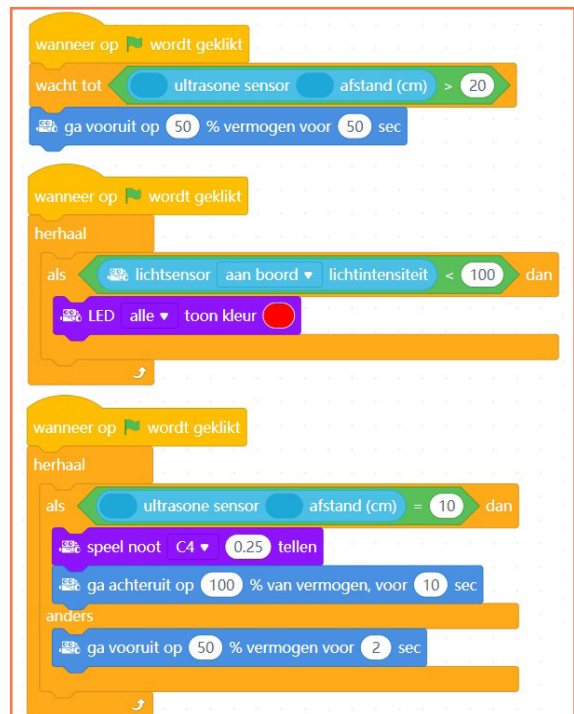 wanneer op wordt geklikt
wacht tot ultrasone sensor afstand (cm) > 20
ga vooruit op 50 % vermogen voor 50 sec
wanneer op wordt geklikt
herhaal
als lichtsensor aan boord lichtintensiteit < 100 dan
LED alle toon kleur
wanneer op wordt geklikt
herhaal
als ultrasone sensor afstand (cm) = 10 dan
speel noot C4 0.25 tellen
ga achteruit op 100 % van vermogen, voor 10 sec
anders
ga vooruit op 50 % vermogen voor 2 sec